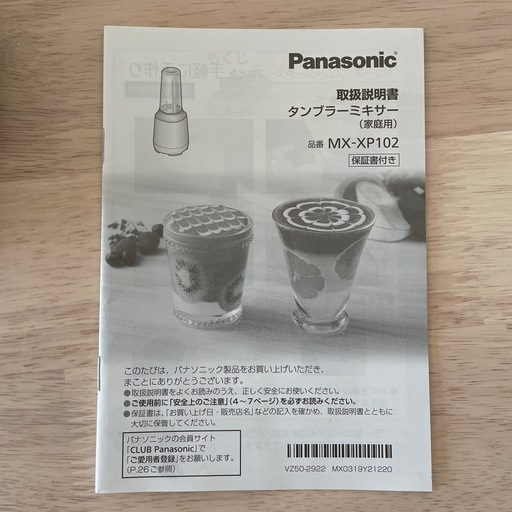 Panasonic
取扱説明書
タンブラーミキサー
(家庭用)
品番 MX-XP102
保証書付き
このたびは、パナソニック製品をお買い上げいただき、
まことにありがとうございます。
●取扱説明書をよくお読みのうえ、正しく安全にお使いください。
●ご使用前に「安全上のご注意」(4～7ページ)を必ずお読みください。
●保証書は、「お買い上げ日・販売店名」などの記入を確かめ、取扱説明書とともに
大切に保管してください。
パナソニックの会員サイト
「CLUB Panasonic」で
「ご愛用者登録」をお願いします。
(P.26ご参照)
VZ50-2922 MX0319Y21220